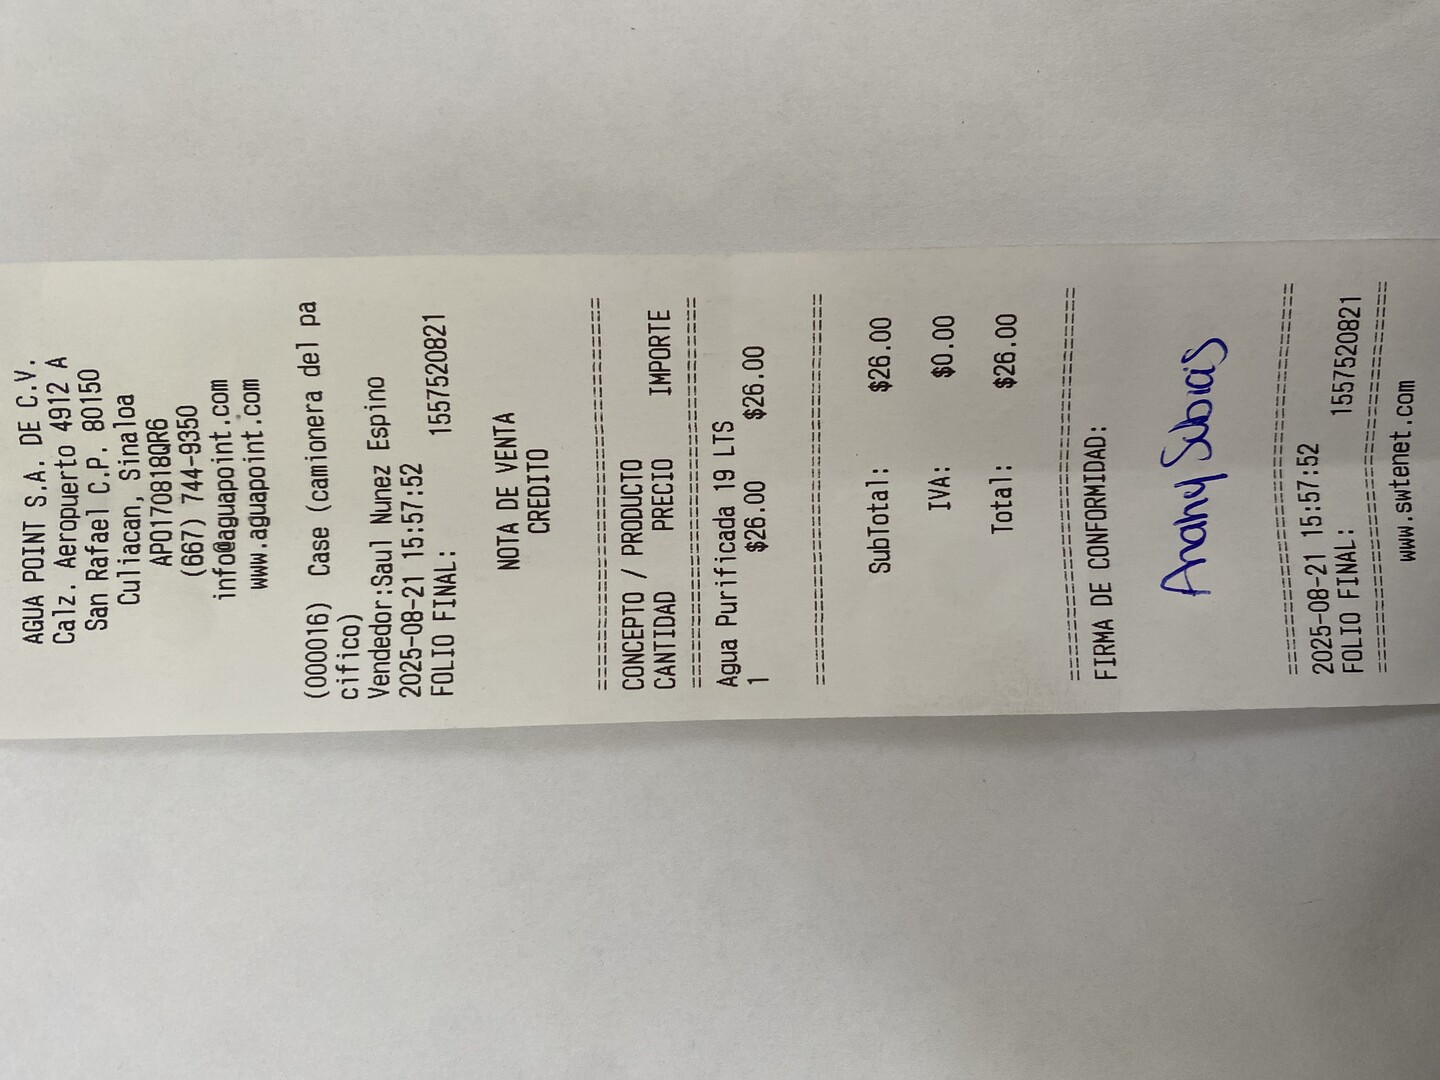 AGUA POINT S.A. DE C.V.
Calz. Aeropuerto 4912 A
San Rafael C.P. 80150
Culiacan, Sinaloa
APO170818QR6
(667) 744-9350
info@aguapoint.com
www.aguapoint.com
(000016) Case (camionera del pa
cifico)
Vendedor:Saul Nunez Espino
2025-08-21 15:57:52
FOLIO FINAL: 1557520821
NOTA DE VENTA
CREDITO
================================
CONCEPTO / PRODUCTO
CANTIDAD PRECIO IMPORTE
================================
Agua Purificada 19 LTS
1 $26.00 $26.00
================================
SubTotal: $26.00
IVA: $0.00
Total: $26.00
================================
FIRMA DE CONFORMIDAD:
Anahy Subias
================================
2025-08-21 15:57:52
FOLIO FINAL: 1557520821
================================
www.swtenet.com